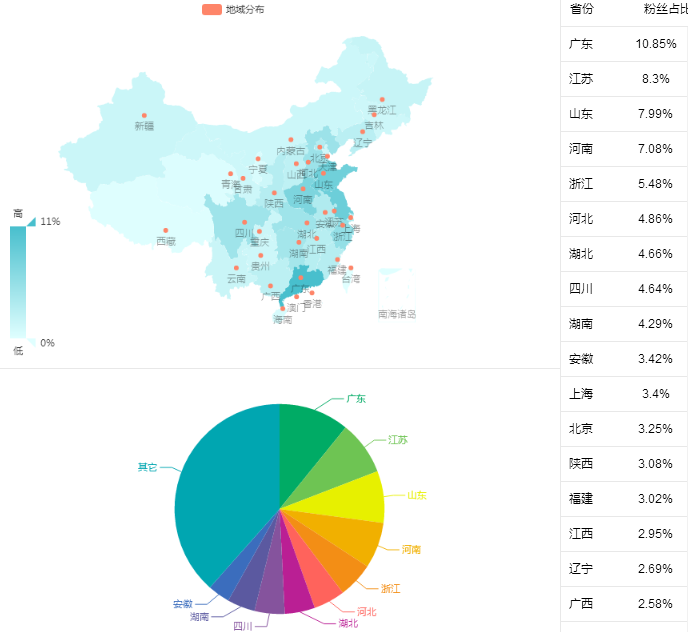 地域分布
黑龙江
吉林
辽宁
新疆
内蒙古
北京
天津
宁夏
山西
河北
青海
甘肃
山东
陕西
河南
高
11%
四川
重庆
湖北
安徽
江苏
上海
浙江
西藏
湖南
江西
贵州
福建
云南
台湾
广西
广东
香港
澳门
海南
南海诸岛
0%
低
广东
江苏
山东
河南
浙江
河北
湖北
四川
湖南
安徽
其它
省份 粉丝占比
广东 10.85%
江苏 8.3%
山东 7.99%
河南 7.08%
浙江 5.48%
河北 4.86%
湖北 4.66%
四川 4.64%
湖南 4.29%
安徽 3.42%
上海 3.4%
北京 3.25%
陕西 3.08%
福建 3.02%
江西 2.95%
辽宁 2.69%
广西 2.58%